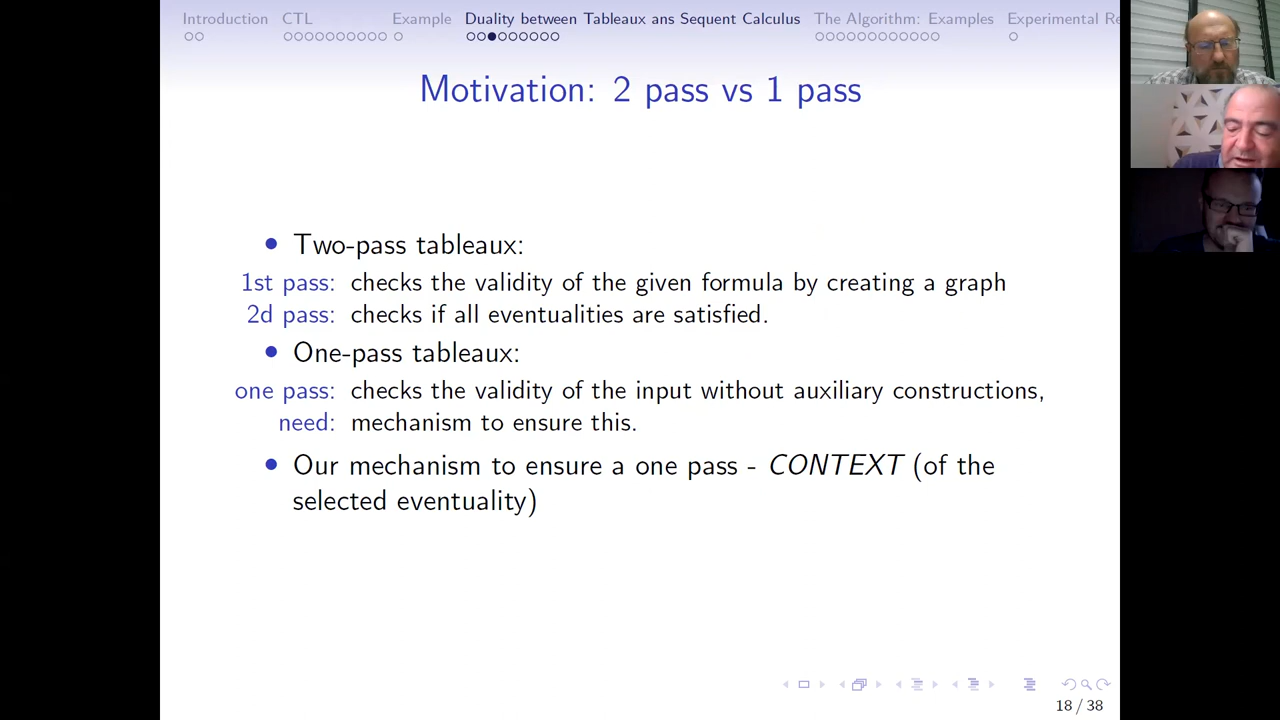 Introduction CTL Example Duality between Tableaux ans Sequent Calculus The Algorithm: Examples Experimental Re
Motivation: 2 pass vs 1 pass
• Two-pass tableaux:
1st pass: checks the validity of the given formula by creating a graph
2d pass: checks if all eventualities are satisfied.
• One-pass tableaux:
one pass: checks the validity of the input without auxiliary constructions,
need: mechanism to ensure this.
• Our mechanism to ensure a one pass - CONTEXT (of the
selected eventuality)
18 / 38